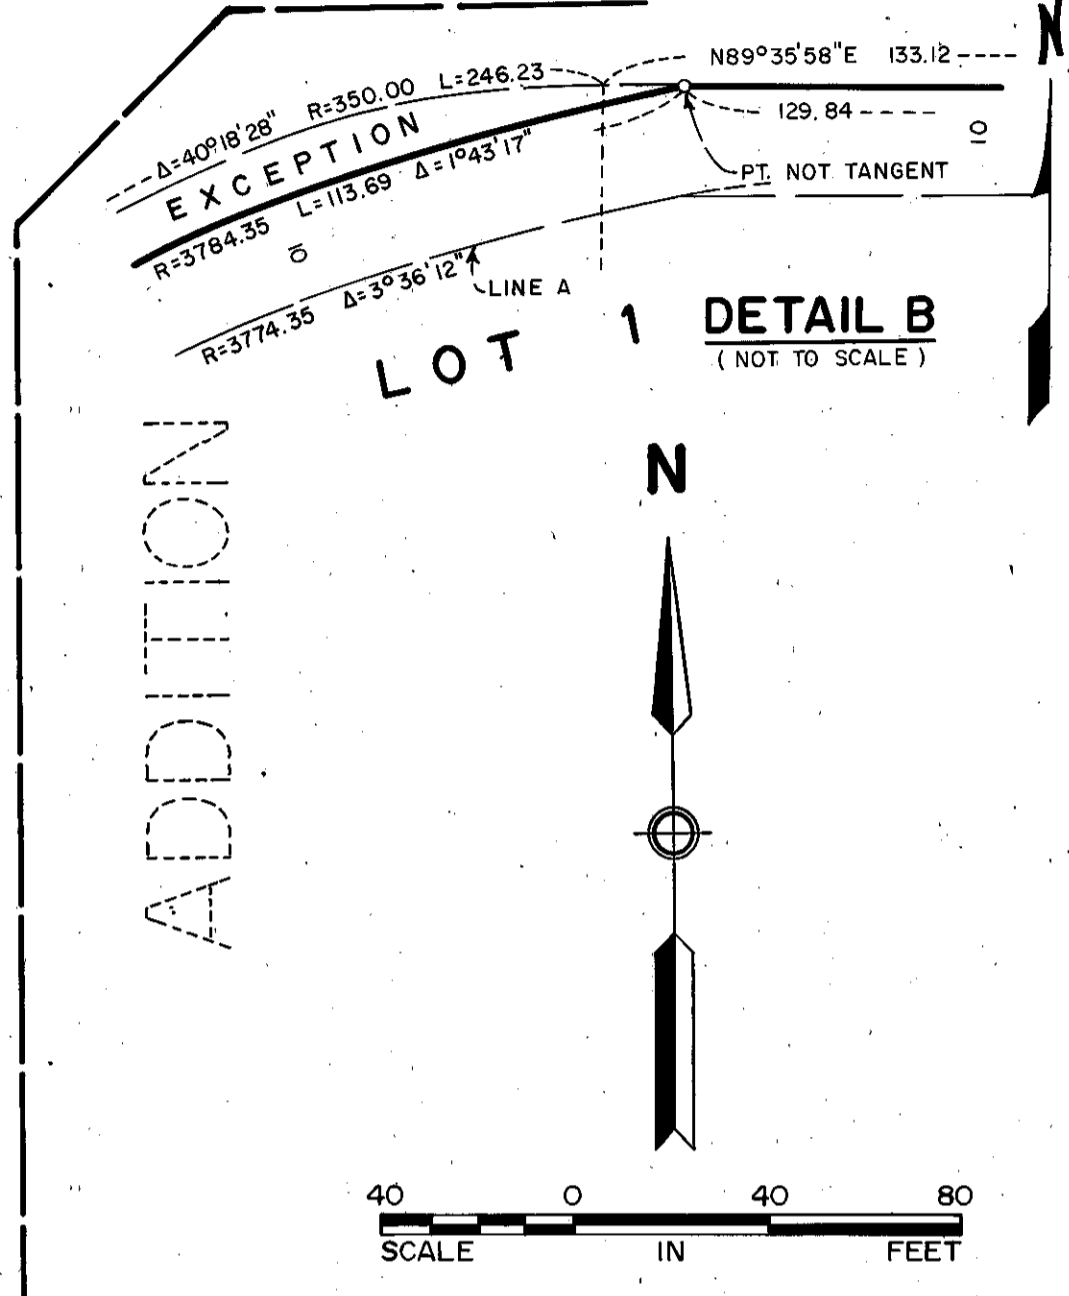 N
N89°35'58"E 133.12
Δ=40°18'28" R=350.00 L=246.23
129.84
EXCEPTION
10
PT. NOT TANGENT
R=3784.35 L=113.69 Δ=1°43'17"
10
LINE A
R=3774.35 Δ=3°36'12"
LOT 1
DETAIL B
(NOT TO SCALE)
ADDITION
N
40 0 40 80
SCALE IN FEET